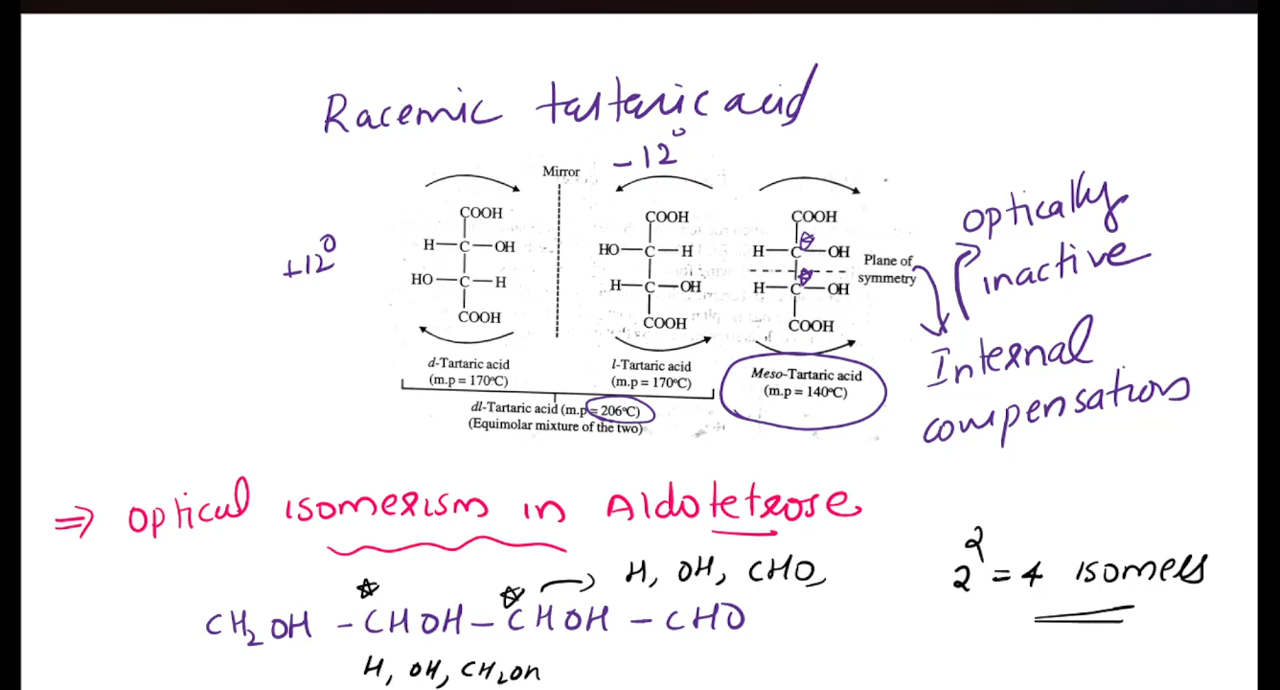 Racemic tartaric acid
-12°
Mirror
+12°
COOH
H—C—OH
HO—C—H
COOH
d-Tartaric acid
(m.p = 170°C)
COOH
HO—C—H
H—C—OH
COOH
l-Tartaric acid
(m.p = 170°C)
COOH
H—C—OH
H—C—OH
COOH
Plane of
symmetry
Meso-Tartaric acid
(m.p = 140°C)
dl-Tartaric acid (m.p = 206°C)
(Equimolar mixture of the two)
optically
inactive
Internal
compensations
⇒ optical isomerism in Aldotetrose
H, OH, CHO,
2² = 4 isomers
CH₂OH - CHOH - CHOH - CHO
H, OH, CH₂OH